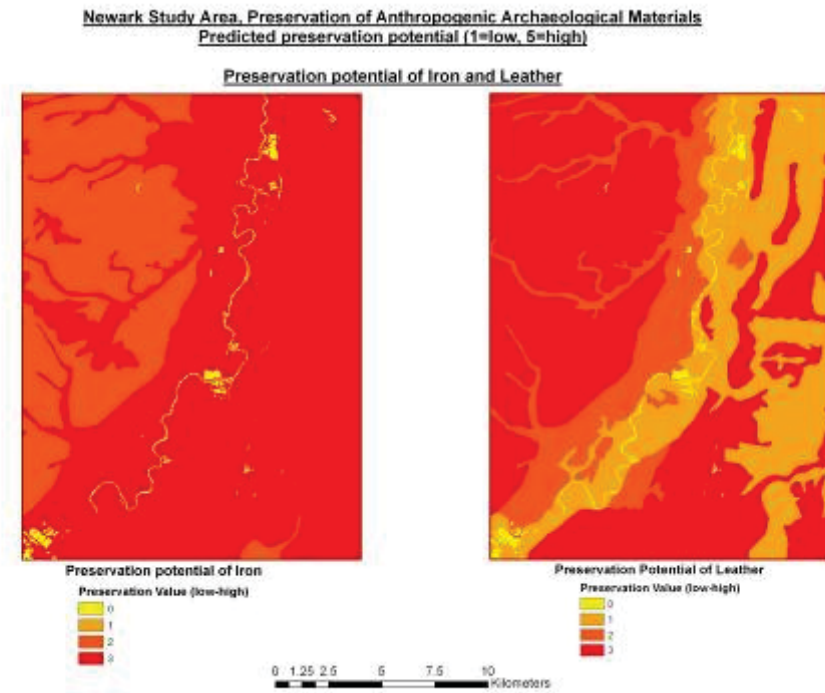 Newark Study Area, Preservation of Anthropogenic Archaeological Materials
Predicted preservation potential (1=low, 5=high)
Preservation potential of Iron and Leather
Preservation potential of Iron
Preservation Value (low-high)
0
1
2
3
Preservation Potential of Leather
Preservation Value (low-high)
0
1
2
3
0 1.25 2.5 5 7.5 10
Kilometers